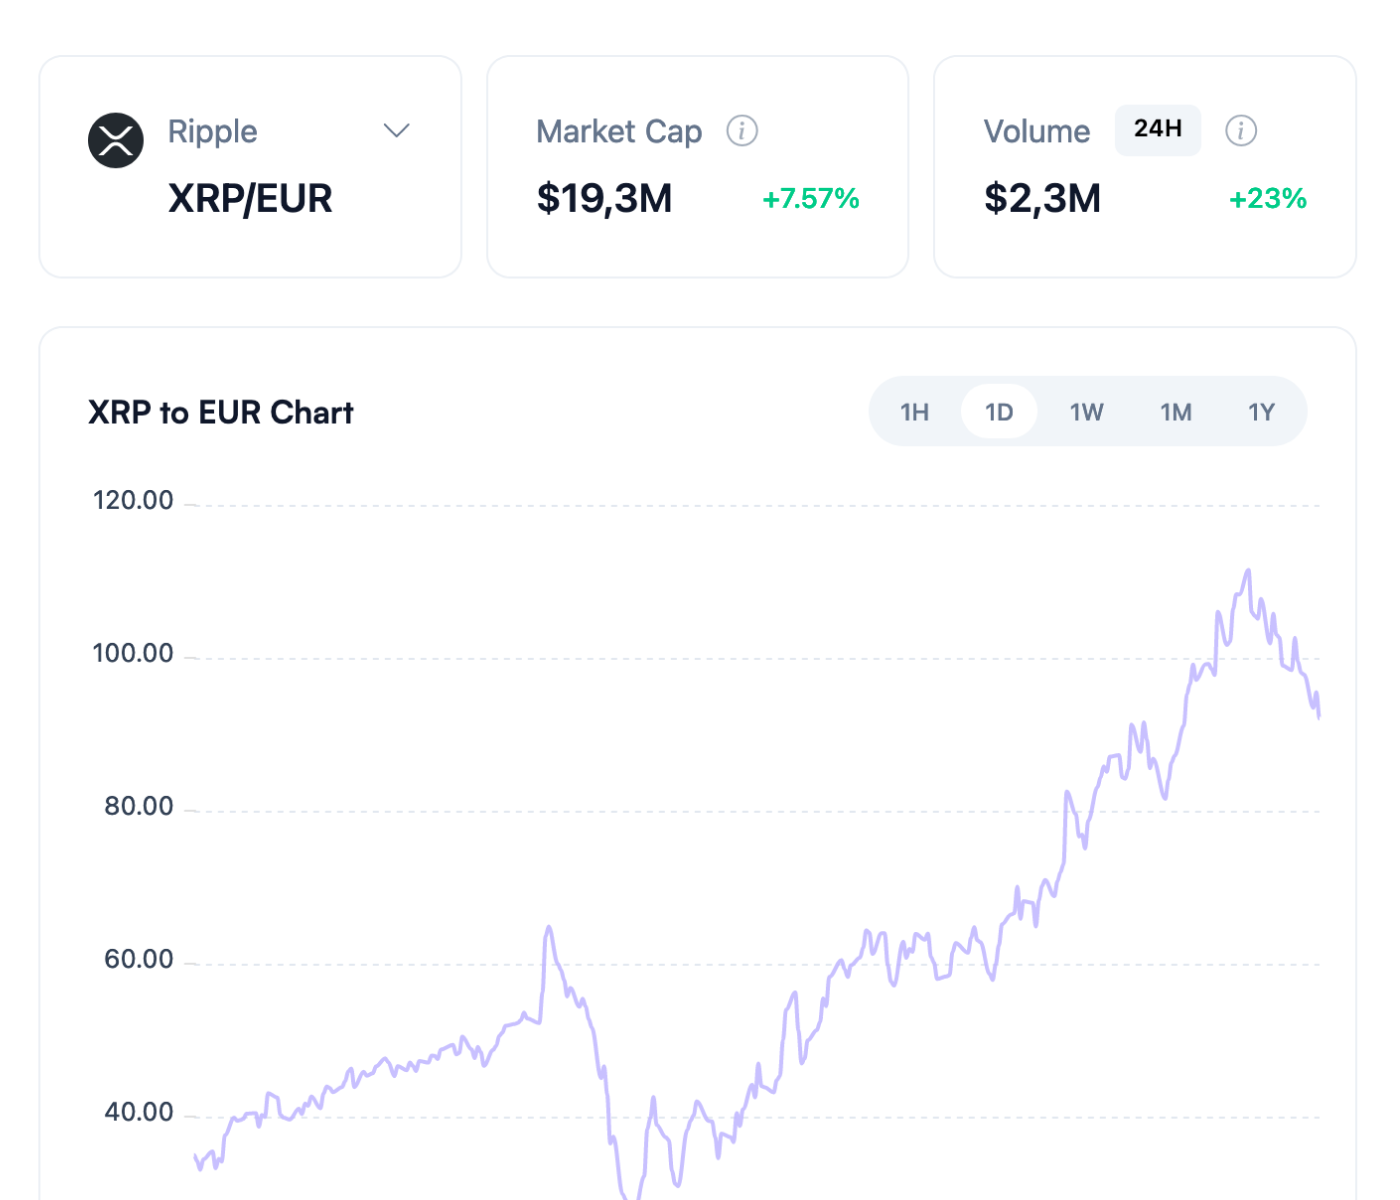 Ripple
XRP/EUR
Market Cap
$19,3M +7.57%
Volume 24H
$2,3M +23%
XRP to EUR Chart
1H 1D 1W 1M 1Y
120.00
100.00
80.00
60.00
40.00